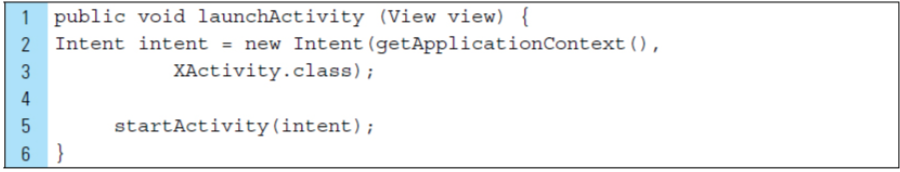 1 public void launchActivity (View view) {
2 Intent intent = new Intent(getApplicationContext(),
3 XActivity.class);
4
5 startActivity(intent);
6 }